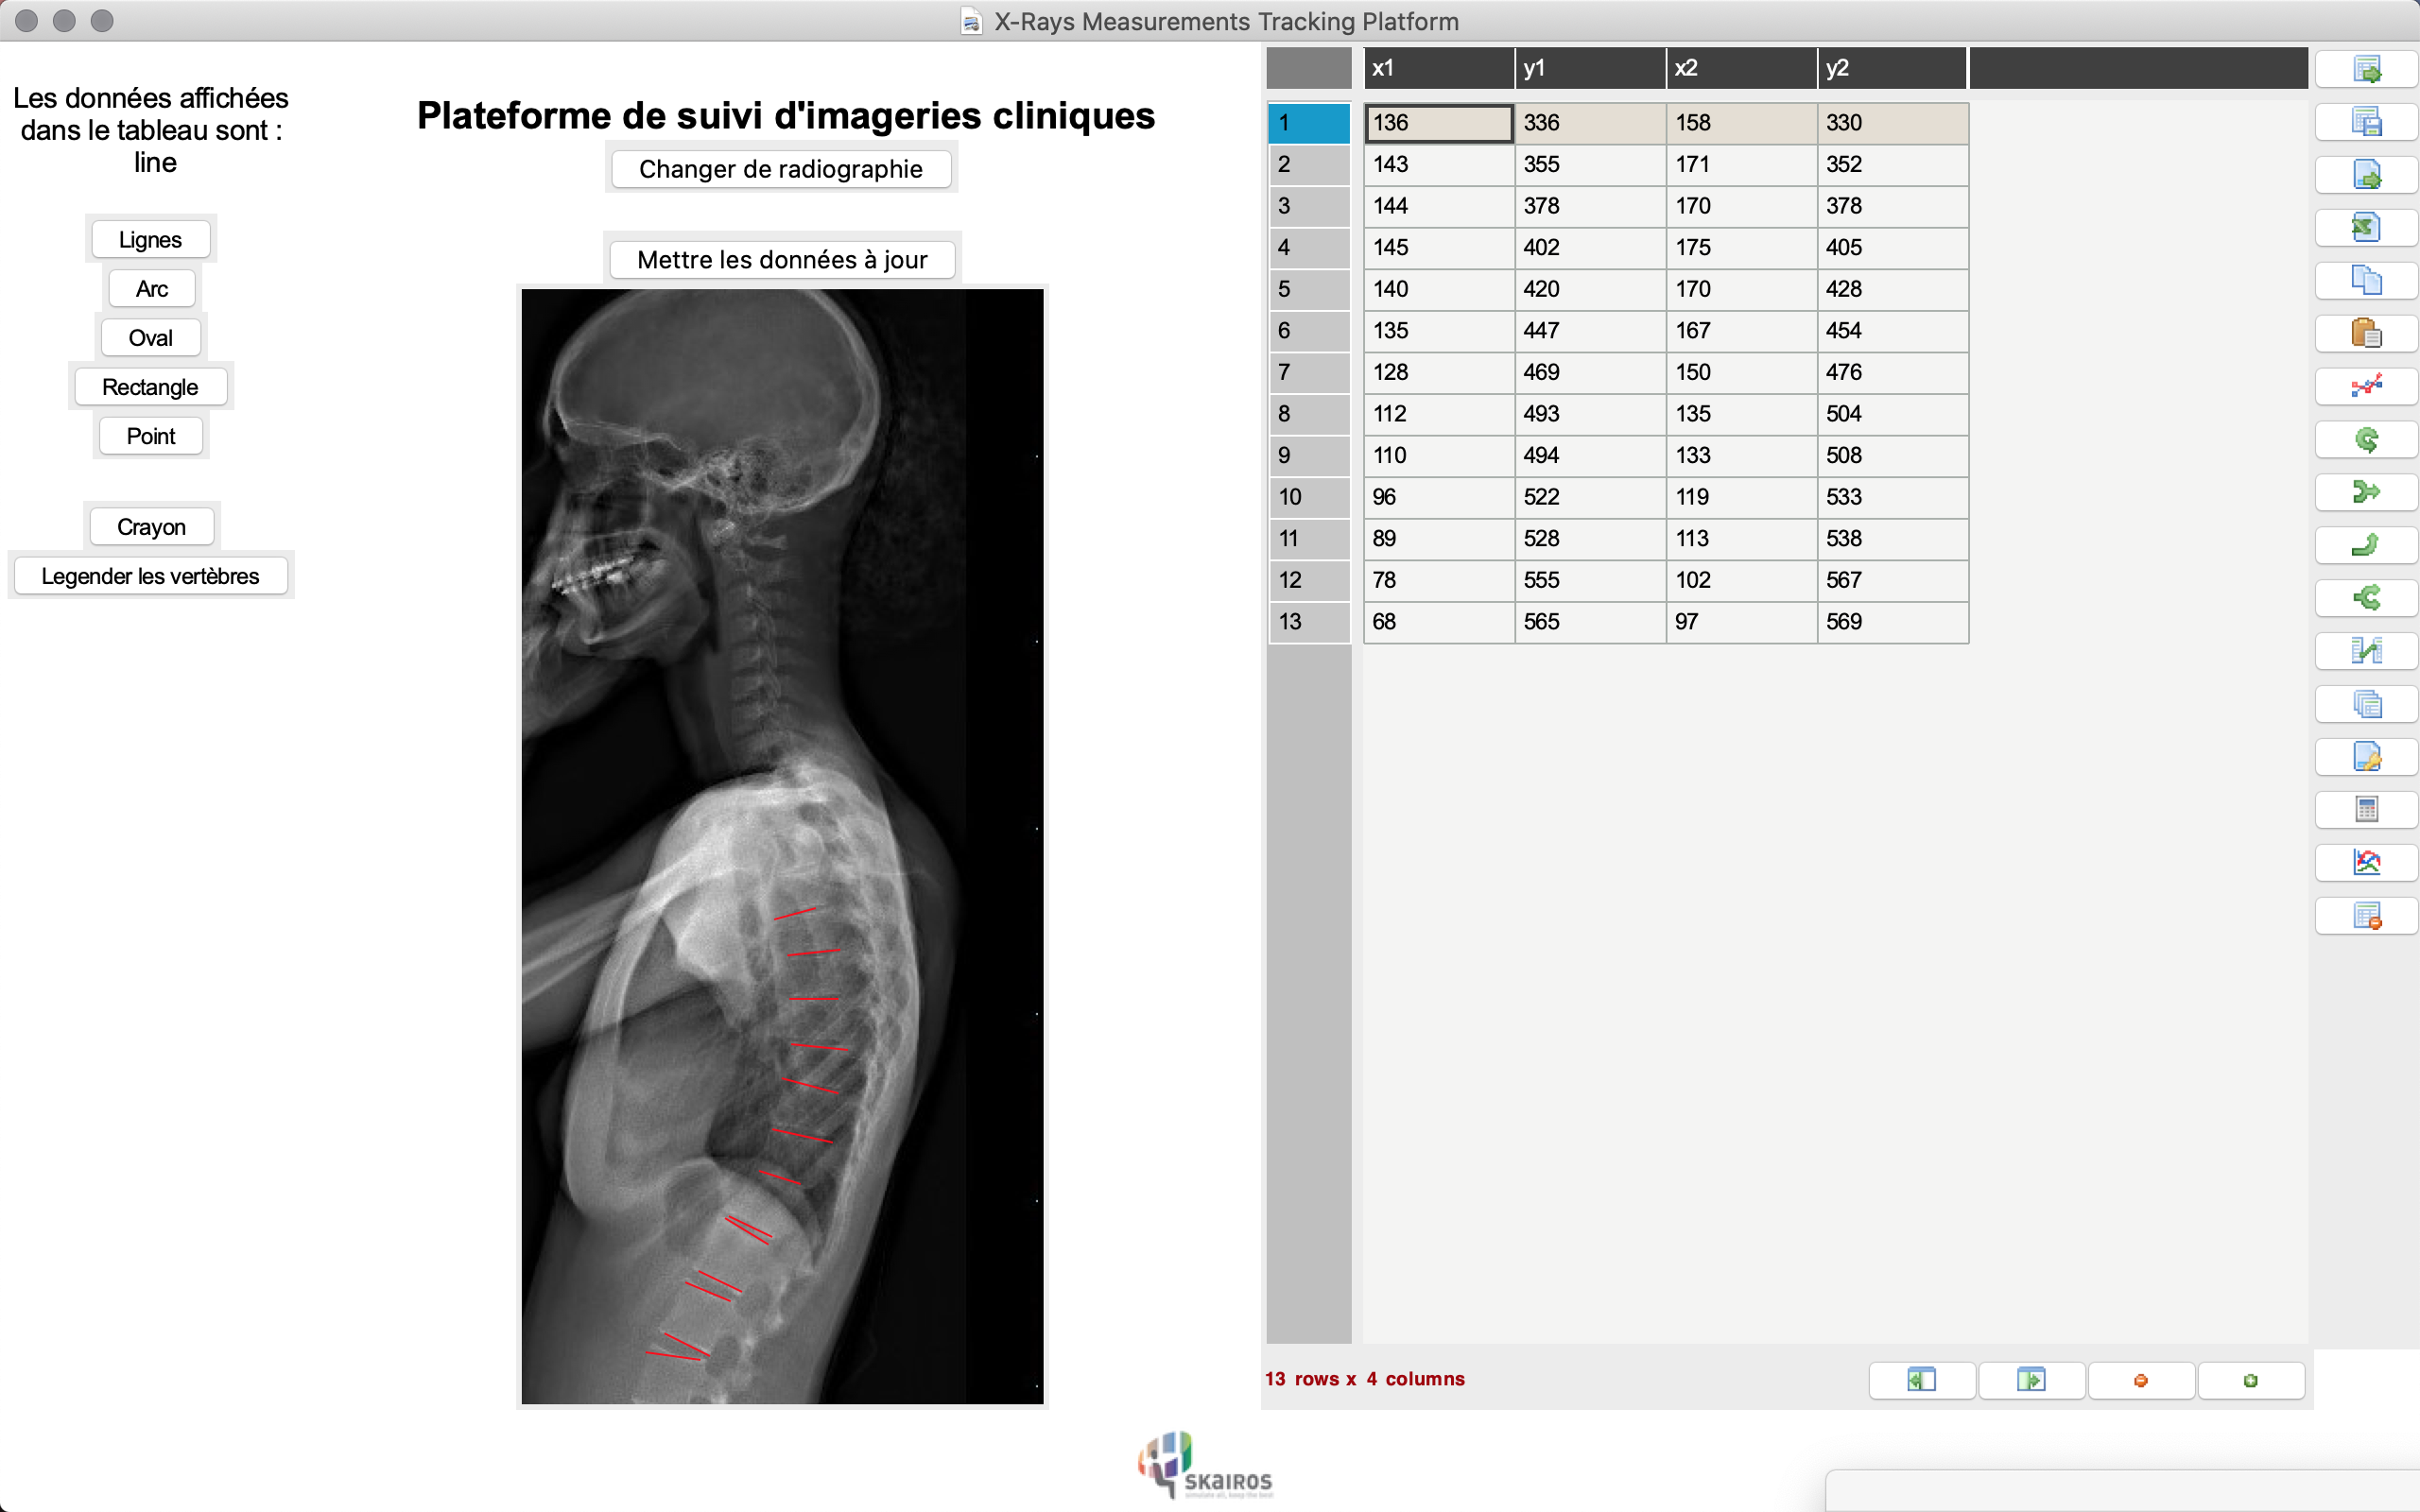 X-Rays Measurements Tracking Platform
Les données affichées
dans le tableau sont :
line
Lignes
Arc
Oval
Rectangle
Point
Crayon
Legender les vertèbres
Plateforme de suivi d'imageries cliniques
Changer de radiographie
Mettre les données à jour
x1 y1 x2 y2
1 136 336 158 330
2 143 355 171 352
3 144 378 170 378
4 145 402 175 405
5 140 420 170 428
6 135 447 167 454
7 128 469 150 476
8 112 493 135 504
9 110 494 133 508
10 96 522 119 533
11 89 528 113 538
12 78 555 102 567
13 68 565 97 569
13 rows x 4 columns
SKAIROS
simulate all, keep the best